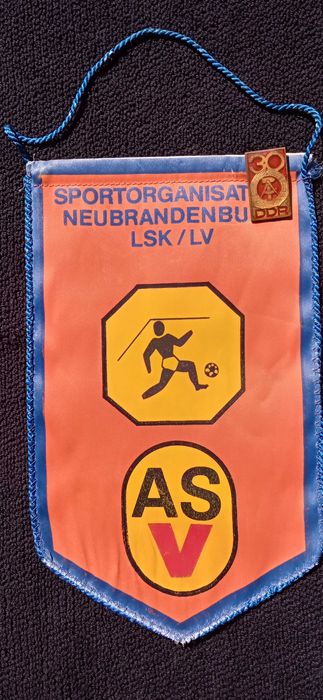 SPORTORGANISAT
NEUBRANDENBU
LSK/LV
30
DDR
AS
V